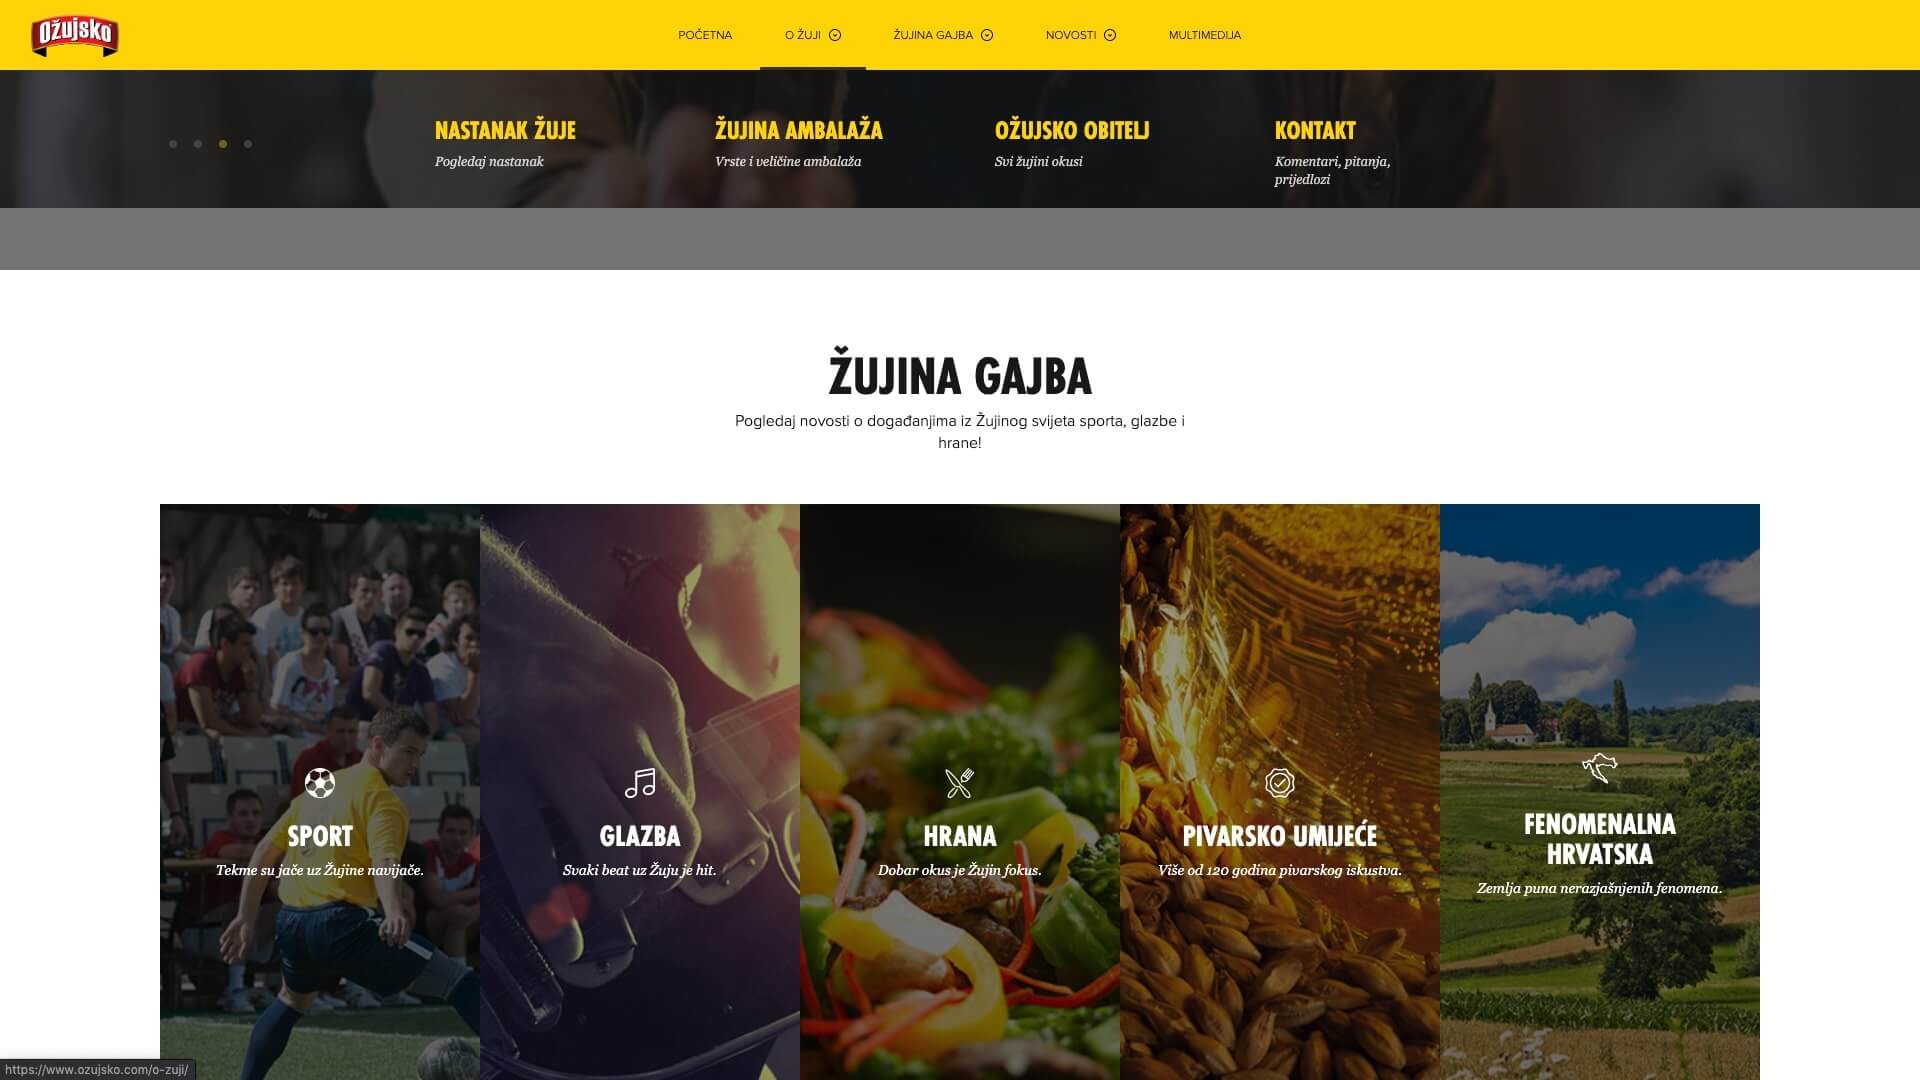 Ožujsko
POČETNA
O ŽUJI
ŽUJINA GAJBA
NOVOSTI
MULTIMEDIJA
NASTANAK ŽUJE
Pogledaj nastanak
ŽUJINA AMBALAŽA
Vrste i veličine ambalaža
OŽUJSKO OBITELJ
Svi žujini okusi
KONTAKT
Komentari, pitanja,
prijedlozi
ŽUJINA GAJBA
Pogledaj novosti o događanjima iz Žujinog svijeta sporta, glazbe i
hrane!
SPORT
Tekme su jače uz Žujine navijače.
GLAZBA
Svaki beat uz Žuju je hit.
HRANA
Dobar okus je Žujin fokus.
PIVARSKO UMIJEĆE
Više od 120 godina pivarskog iskustva.
FENOMENALNA
HRVATSKA
Zemlja puna nerazjašnjenih fenomena.
https://www.ozujsko.com/o-zuji/